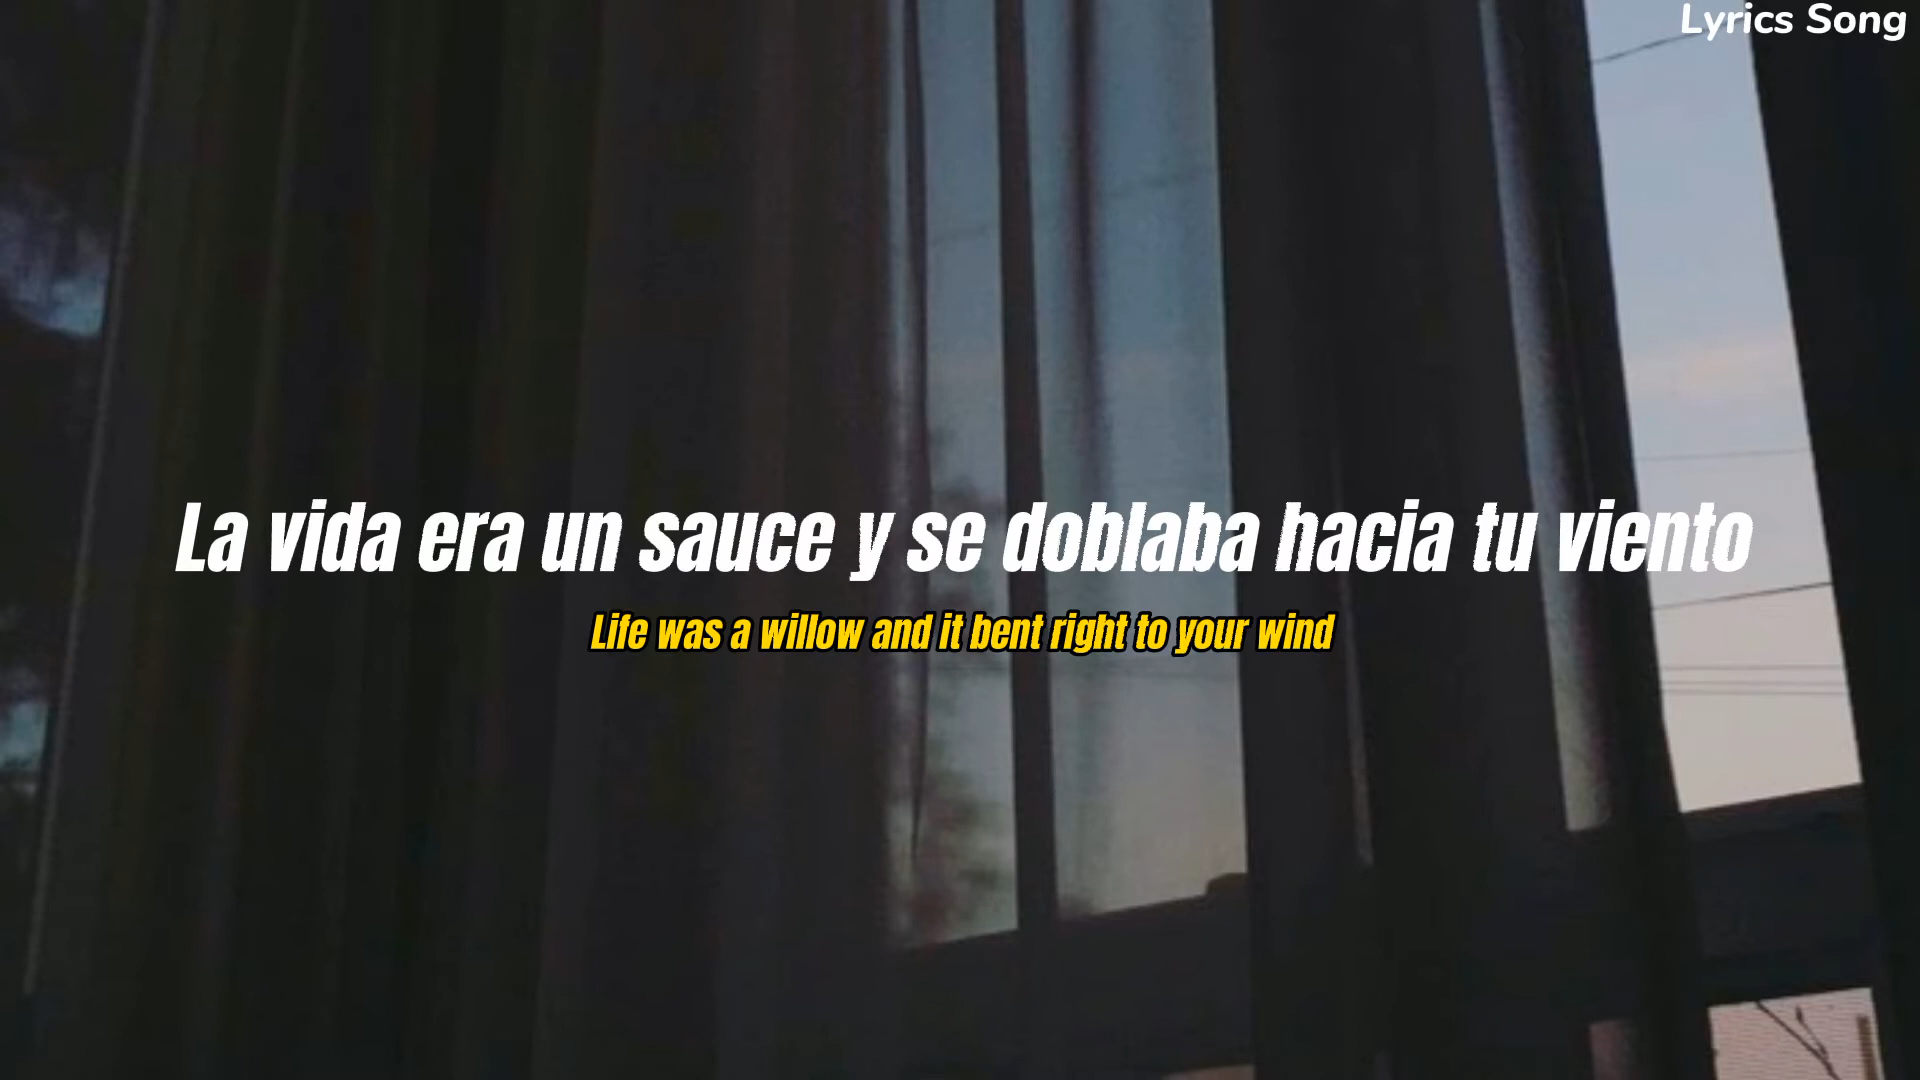 Lyrics Song
La vida era un sauce y se doblaba hacia tu viento
Life was a willow and it bent right to your wind